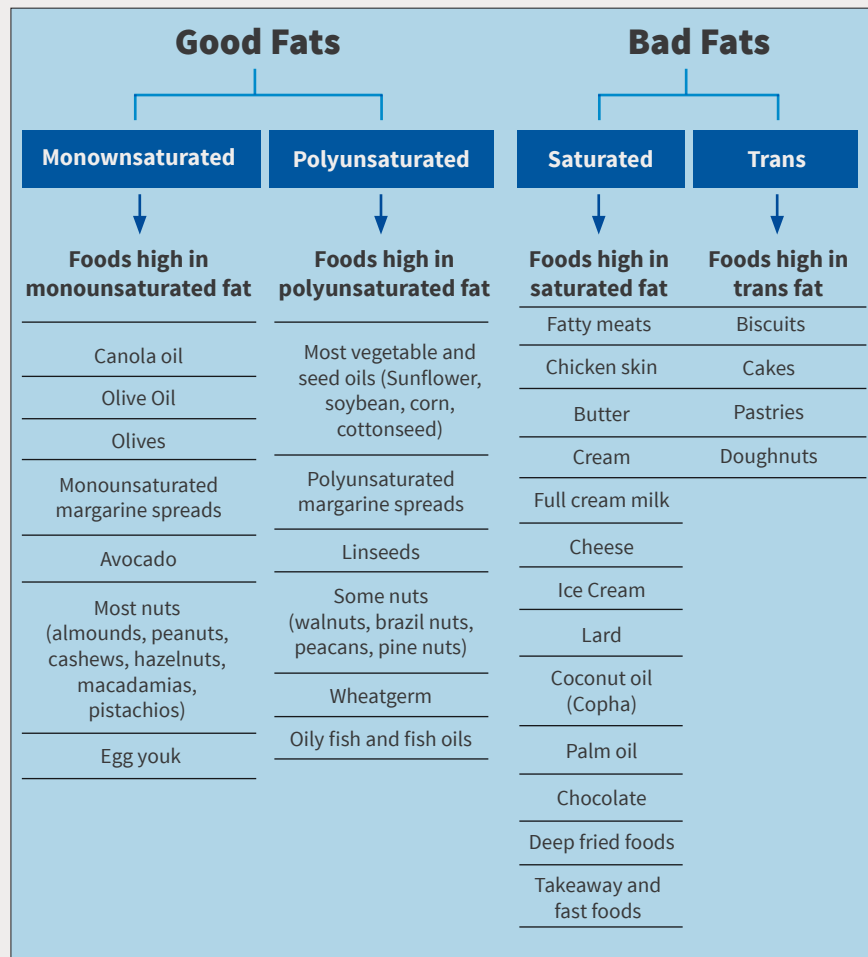 Good Fats
Monownsaturated
Foods high in
monounsaturated fat
Canola oil
Olive Oil
Olives
Monounsaturated
margarine spreads
Avocado
Most nuts
(almounds, peanuts,
cashews, hazelnuts,
macadamias,
pistachios)
Egg youk
Polyunsaturated
Foods high in
polyunsaturated fat
Most vegetable and
seed oils (Sunflower,
soybean, corn,
cottonseed)
Polyunsaturated
margarine spreads
Linseeds
Some nuts
(walnuts, brazil nuts,
peacans, pine nuts)
Wheatgerm
Oily fish and fish oils
Bad Fats
Saturated
Foods high in
saturated fat
Fatty meats
Chicken skin
Butter
Cream
Full cream milk
Cheese
Ice Cream
Lard
Coconut oil
(Copha)
Palm oil
Chocolate
Deep fried foods
Takeaway and
fast foods
Trans
Foods high in
trans fat
Biscuits
Cakes
Pastries
Doughnuts